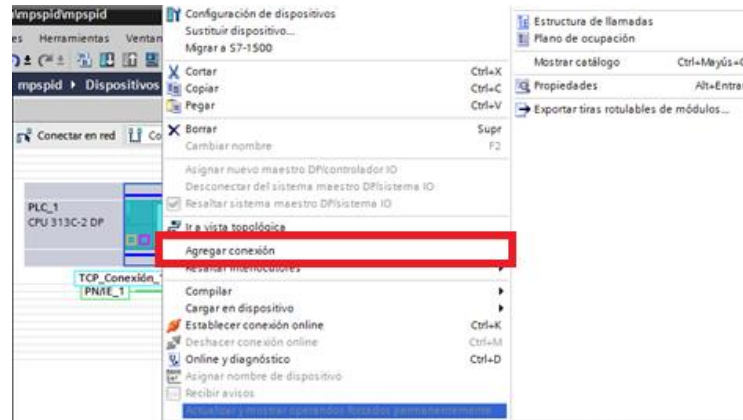 \mpspid\mpspid
es Herramientas Ventan
mpspid ▸ Dispositivos
Conectar en red Co
PLC_1
CPU 313C-2 DP
TCP_Conexión_
PN/IE_1
Configuración de dispositivos
Sustituir dispositivo...
Migrar a S7-1500
Cortar Ctrl+X
Copiar Ctrl+C
Pegar Ctrl+V
Borrar Supr
Cambiar nombre F2
Asignar nuevo maestro DP/controlador IO
Desconectar del sistema maestro DP/sistema IO
Resaltar sistema maestro DP/sistema IO
Ir a vista topológica
Agregar conexión
Resaltar interlocutores
Compilar
Cargar en dispositivo
Establecer conexión online Ctrl+K
Deshacer conexión online Ctrl+M
Online y diagnóstico Ctrl+D
Asignar nombre de dispositivo
Recibir avisos
Actualizar y mostrar operandos forzados permanentemente
Estructura de llamadas
Plano de ocupación
Mostrar catálogo Ctrl+Mayús+C
Propiedades Alt+Entrar
Exportar tiras rotulables de módulos...